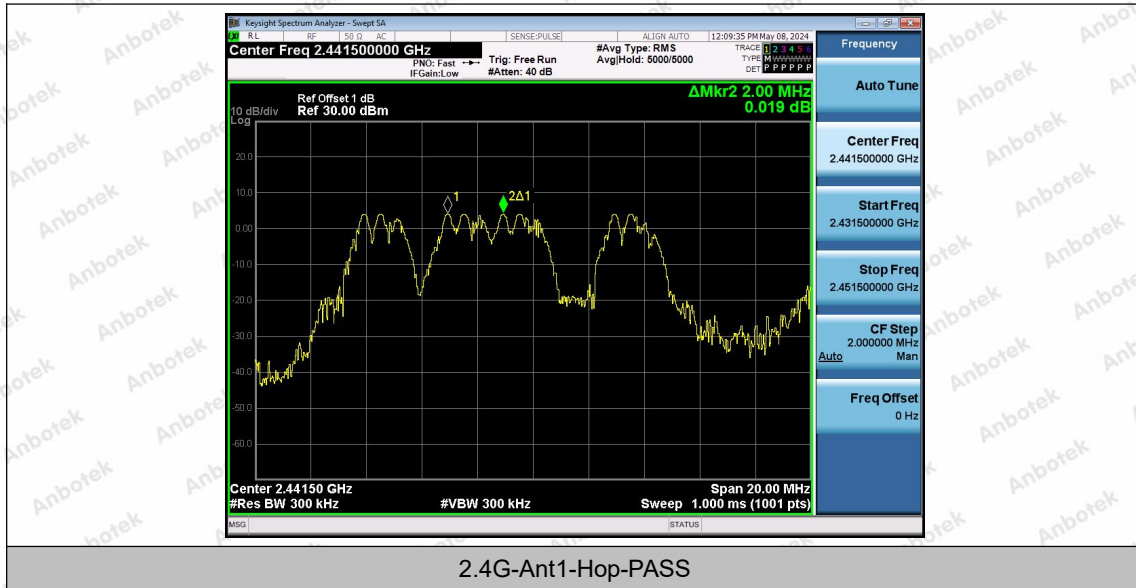 Keysight Spectrum Analyzer - Swept SA
RL RF 50 Ω AC SENSE:PULSE ALIGN AUTO 12:09:35 PM May 08, 2024
Center Freq 2.441500000 GHz
PNO: Fast
IFGain:Low
Trig: Free Run
#Atten: 40 dB
#Avg Type: RMS
Avg|Hold: 5000/5000
TRACE 1 2 3 4 5 6
TYPE M WWWWW
DET P P P P P P
ΔMkr2 2.00 MHz
0.019 dB
Ref Offset 1 dB
10 dB/div Ref 30.00 dBm
Log
20.0
10.0
0.00
-10.0
-20.0
-30.0
-40.0
-50.0
-60.0
1
2Δ1
Center 2.44150 GHz Span 20.00 MHz
#Res BW 300 kHz #VBW 300 kHz Sweep 1.000 ms (1001 pts)
MSG STATUS
Frequency
Auto Tune
Center Freq
2.441500000 GHz
Start Freq
2.431500000 GHz
Stop Freq
2.451500000 GHz
CF Step
2.000000 MHz
Auto Man
Freq Offset
0 Hz
2.4G-Ant1-Hop-PASS
Anbotek